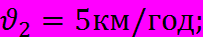 𝜗₂ = 5км/год;